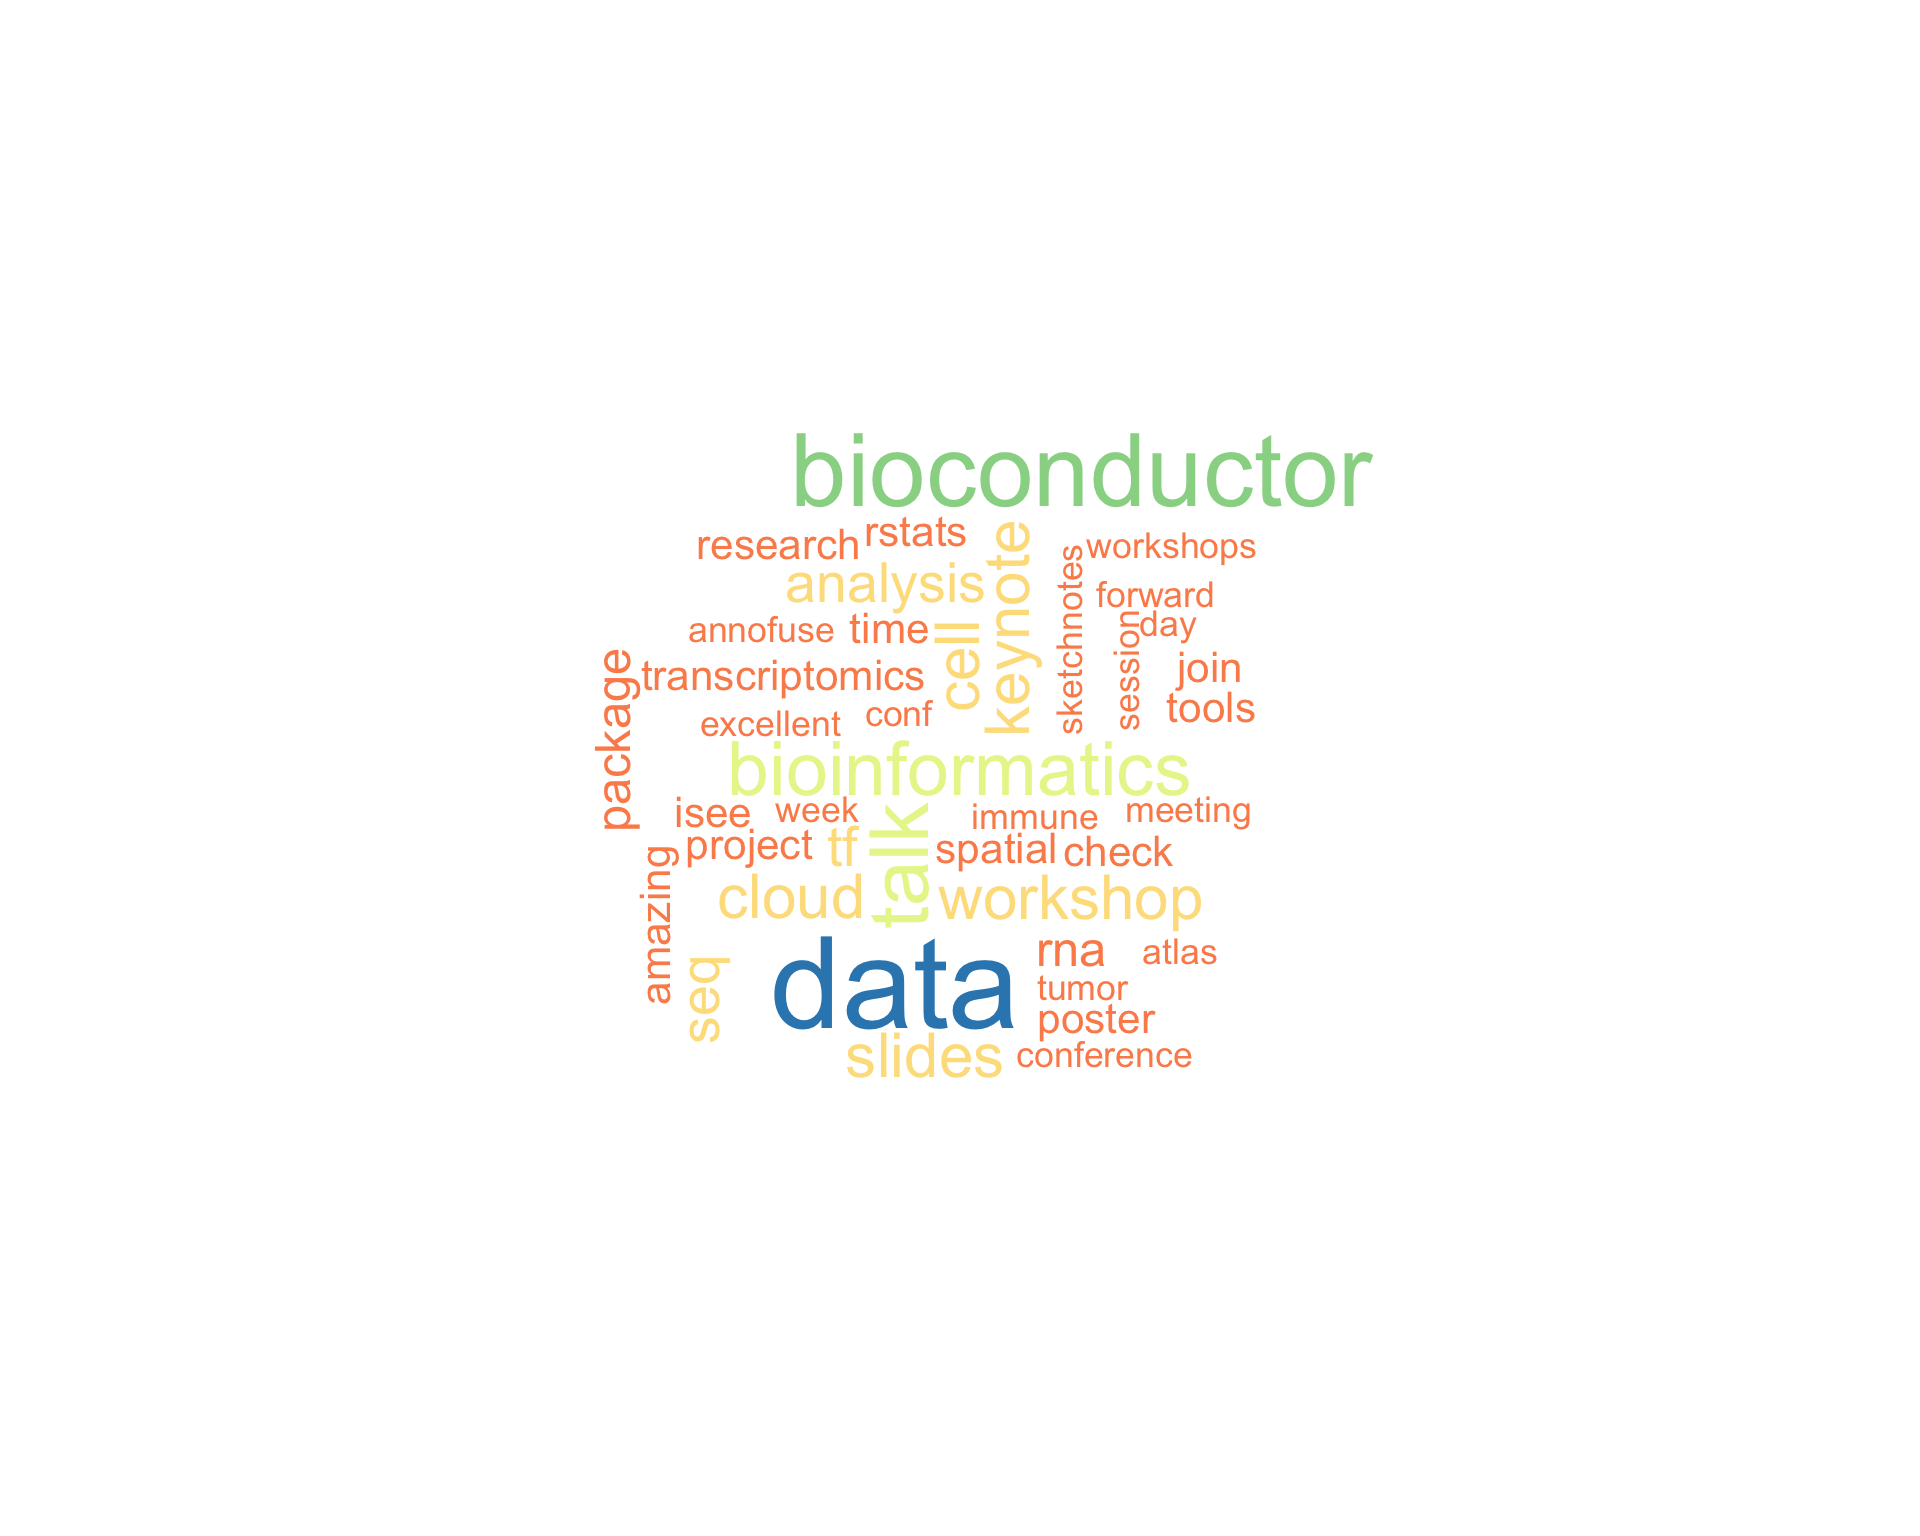 bioconductor
research
rstats
workshops
analysis
keynote
sketchnotes
forward
annofuse
time
cell
session
day
package
transcriptomics
join
excellent
conf
tools
bioinformatics
isee
week
talk
immune
meeting
project
tf
spatial
check
amazing
cloud
workshop
seq
data
rna
atlas
tumor
poster
slides
conference